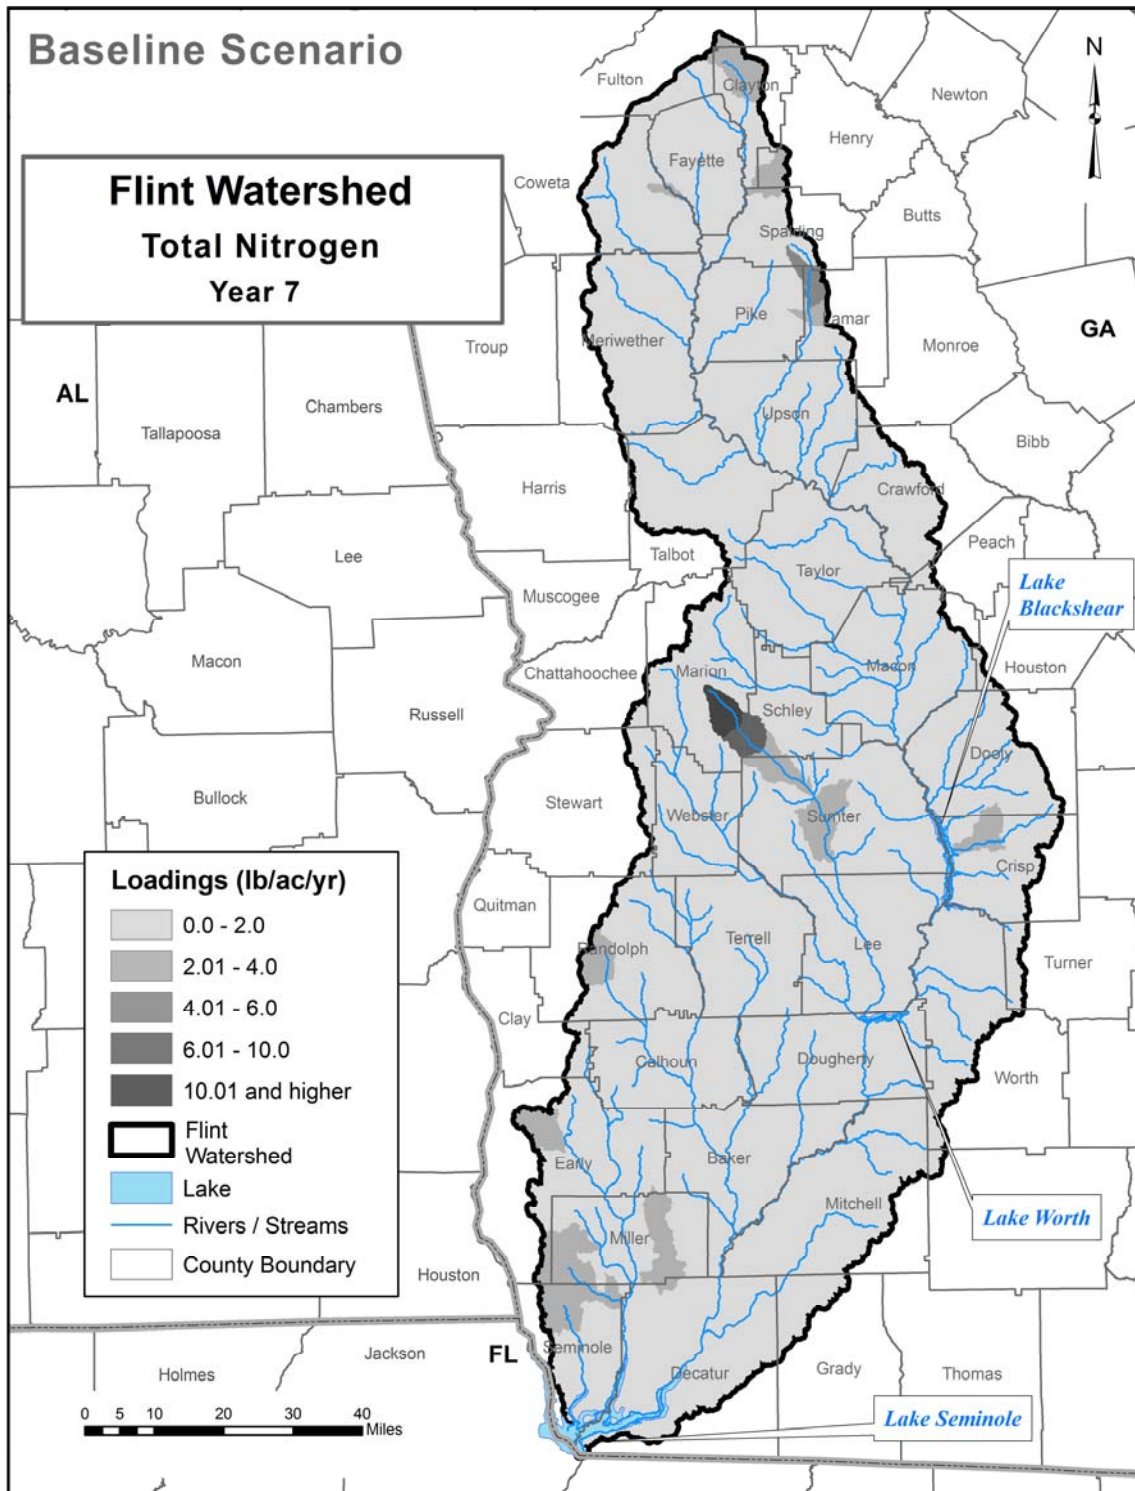 Baseline Scenario
Flint Watershed
Total Nitrogen
Year 7
N
Fulton
Clayton
Newton
Henry
Fayette
Coweta
Butts
Spalding
Pike
amar
GA
Troup
Meriwether
Monroe
AL
Chambers
Tallapoosa
Upson
Bibb
Harris
Crawford
Lee
Talbot
Peach
Taylor
Lake
Blackshear
Muscogee
Macon
Chattahoochee
Marion
Macon
Houston
Russell
Schley
Dooly
Bullock
Stewart
Webster
Sumter
Crisp
Loadings (lb/ac/yr)
0.0 - 2.0
2.01 - 4.0
4.01 - 6.0
6.01 - 10.0
10.01 and higher
Flint
Watershed
Lake
Rivers / Streams
County Boundary
Quitman
Randolph
Terrell
Lee
Turner
Clay
Calhoun
Dougherty
Worth
Early
Baker
Mitchell
Lake Worth
Miller
Houston
Seminole
FL
Jackson
Holmes
Decatur
Grady
Thomas
Lake Seminole
0 5 10 20 30 40
Miles